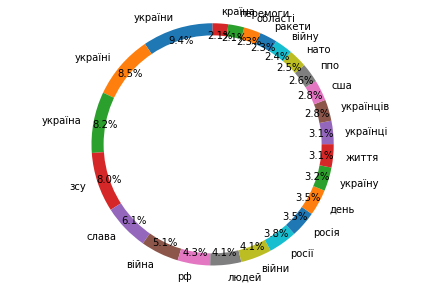 україни
9.4%
україні
8.5%
україна
8.2%
зсу
8.0%
слава
6.1%
війна
5.1%
рф
4.3%
людей
4.1%
війни
4.1%
росії
3.8%
росія
3.5%
день
3.5%
україну
3.2%
життя
3.1%
українці
3.1%
українців
2.8%
сша
2.8%
ппо
2.6%
нато
2.5%
війну
2.4%
ракети
2.3%
області
2.3%
перемоги
2.1%
країна
2.1%